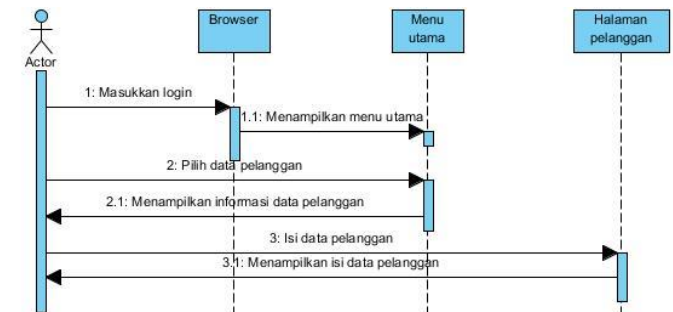 Actor
Browser
Menu
utama
Halaman
pelanggan
1: Masukkan login
1.1: Menampilkan menu utama
2: Pilih data pelanggan
2.1: Menampilkan informasi data pelanggan
3: Isi data pelanggan
3.1: Menampilkan isi data pelanggan